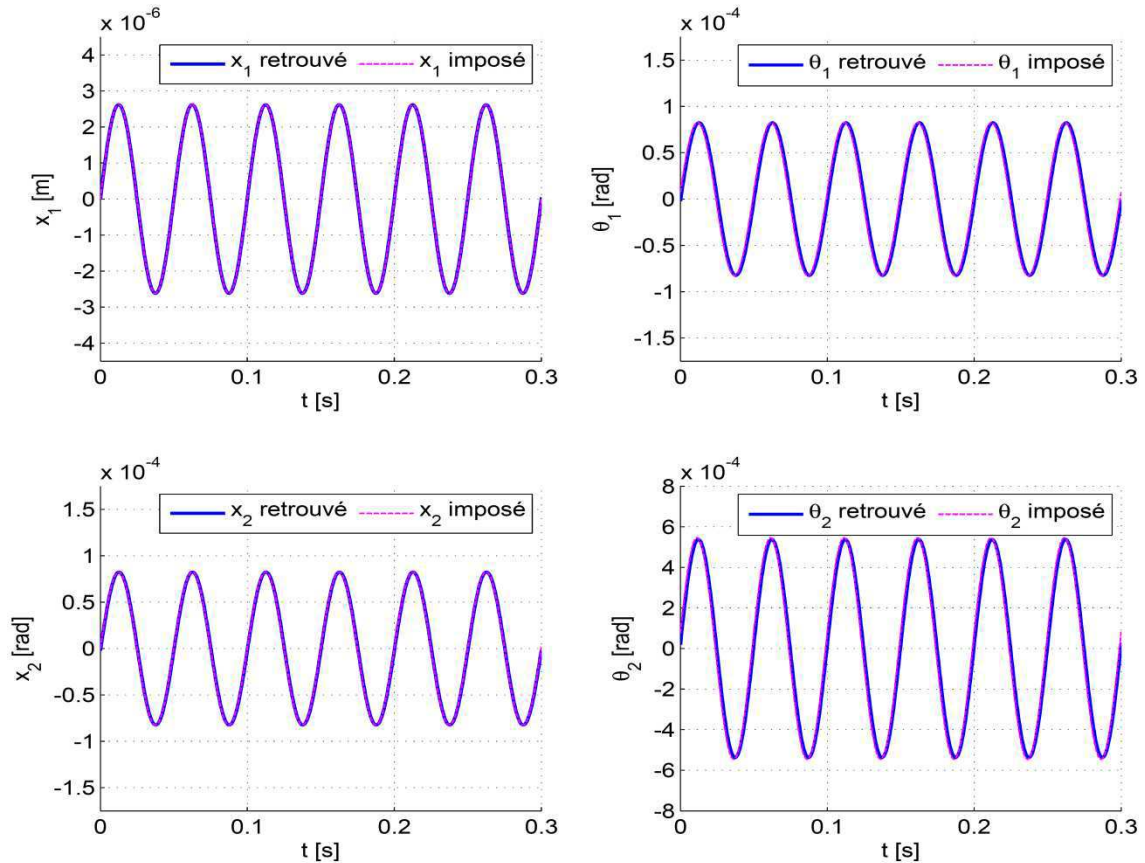 x 10^-6
x_1 retrouvé x_1 imposé
4
3
2
1
0
-1
-2
-3
-4
x_1 [m]
0 0.1 0.2 0.3
t [s]
x 10^-4
θ_1 retrouvé θ_1 imposé
1.5
1
0.5
0
-0.5
-1
-1.5
θ_1 [rad]
0 0.1 0.2 0.3
t [s]
x 10^-4
x_2 retrouvé x_2 imposé
1.5
1
0.5
0
-0.5
-1
-1.5
x_2 [rad]
0 0.1 0.2 0.3
t [s]
x 10^-4
θ_2 retrouvé θ_2 imposé
8
6
4
2
0
-2
-4
-6
-8
θ_2 [rad]
0 0.1 0.2 0.3
t [s]